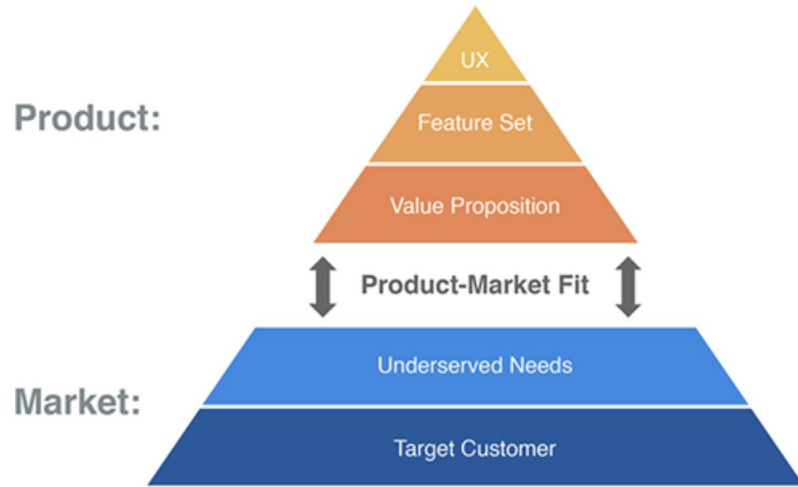 UX
Product:
Feature Set
Value Proposition
Product-Market Fit
Underserved Needs
Market:
Target Customer